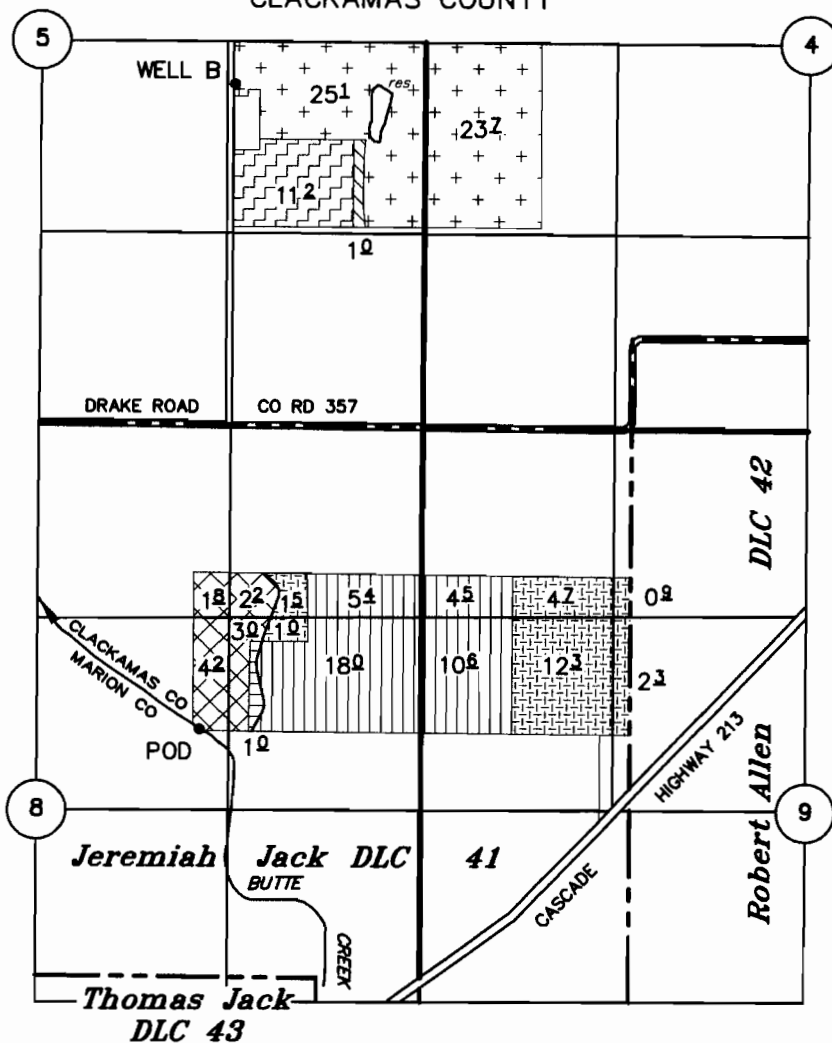 CLACKAMAS COUNTY
5
4
WELL B
res
25 1
23 7
11 2
1 0
DRAKE ROAD CO RD 357
DLC 42
1 8 2 2 1 5 5 4 4 5 4 7 0 9
3 0 1 0
4 2 18 0 10 6 12 3 2 3
CLACKAMAS CO
MARION CO
POD
1 0
HIGHWAY 213
8
9
Jeremiah Jack DLC 41
BUTTE
CREEK
CASCADE
Robert Allen
Thomas Jack
DLC 43